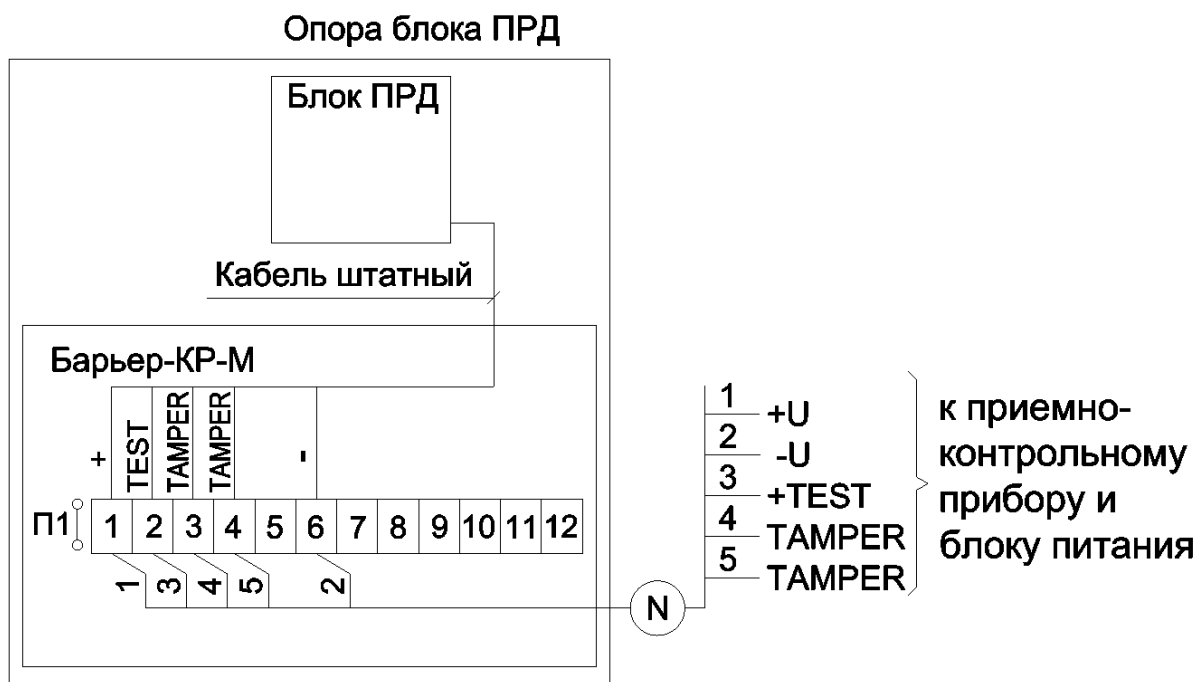 Опора блока ПРД
Блок ПРД
Кабель штатный
Барьер-КР-М
+
TEST
TAMPER
TAMPER
-
П1
1 2 3 4 5 6 7 8 9 10 11 12
1 3 4 5 2
N
1 +U
2 -U
3 +TEST
4 TAMPER
5 TAMPER
к приемно-
контрольному
прибору и
блоку питания